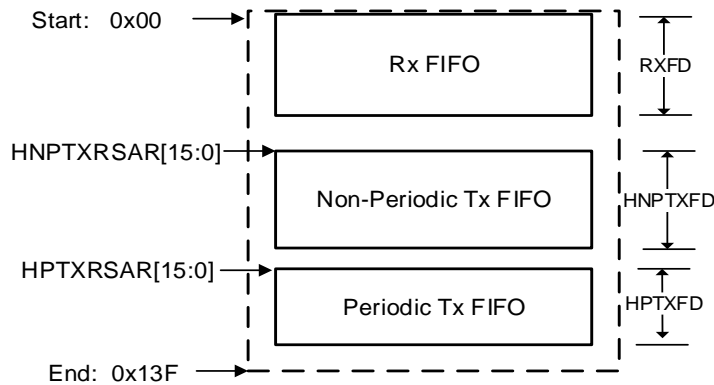 Start: 0x00
Rx FIFO
RXFD
HNPTXRSAR[15:0]
Non-Periodic Tx FIFO
HNPTXFD
HPTXRSAR[15:0]
Periodic Tx FIFO
HPTXFD
End: 0x13F